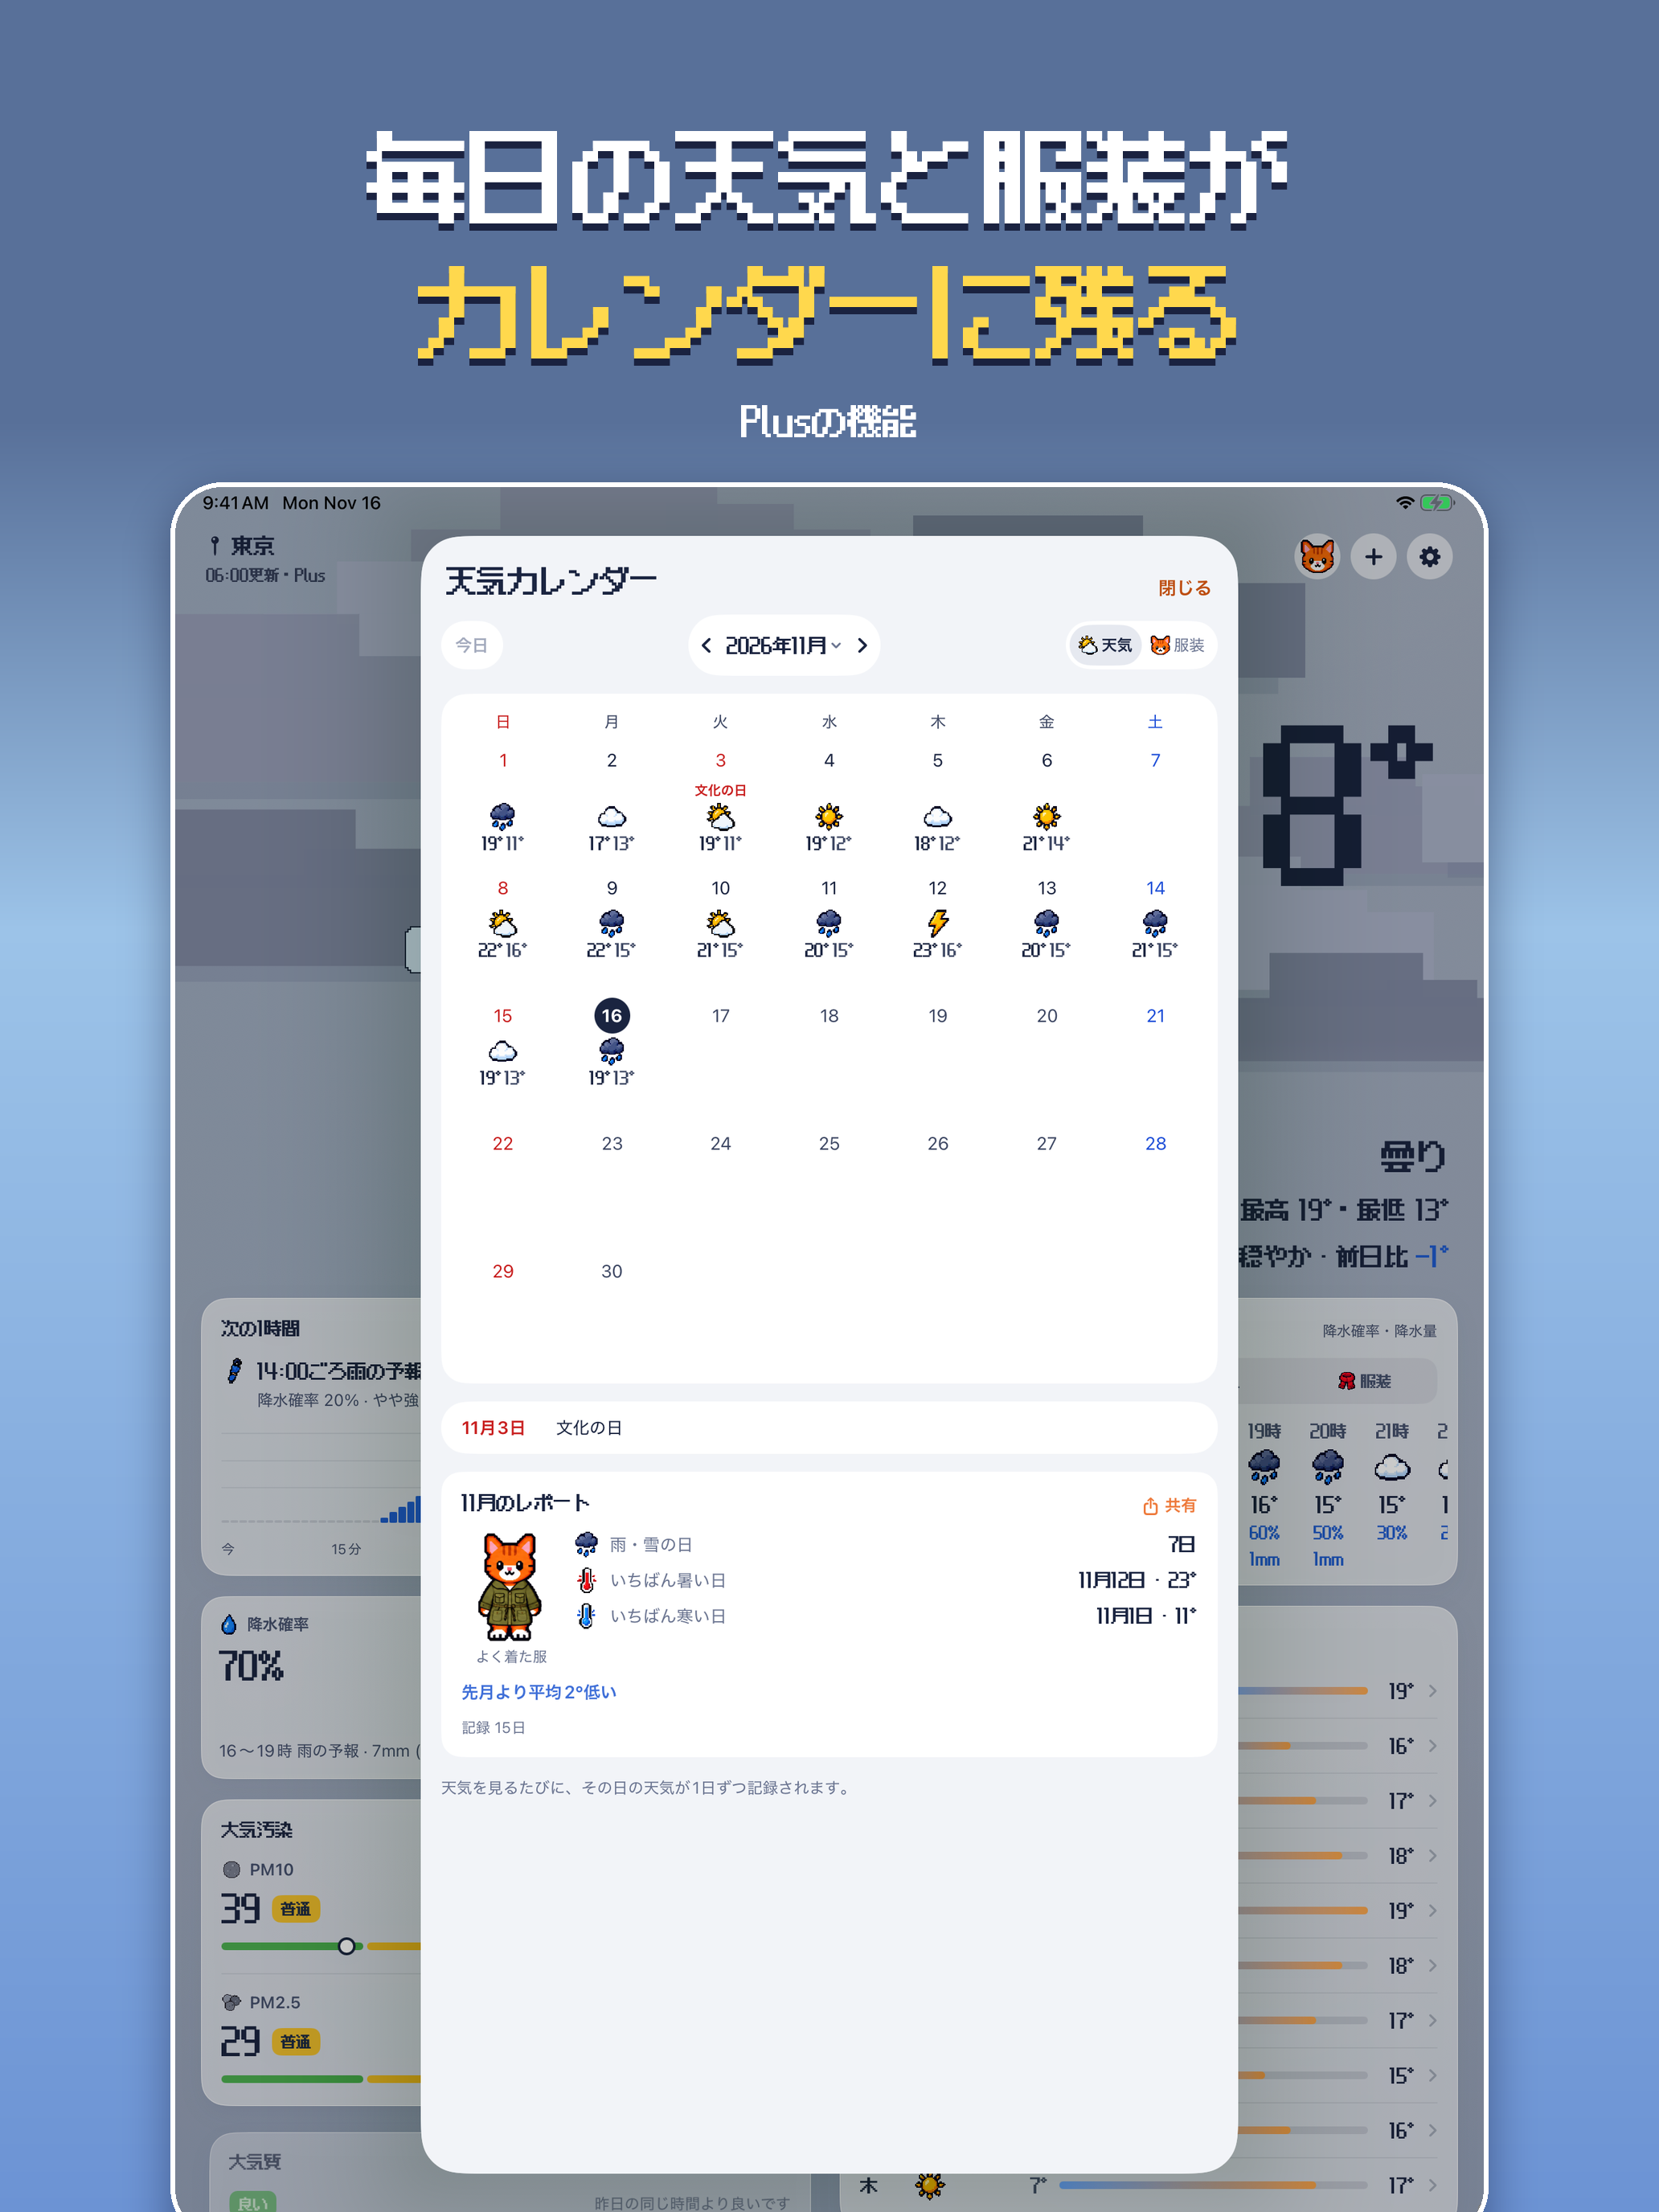 毎日の天気と服装が
カレンダーに残る
Plusの機能
9:41 AM Mon Nov 16
東京
06:00更新・Plus
天気カレンダー
閉じる
今日
2026年11月
天気 服装
日 月 火 水 木 金 土
1 2 3 4 5 6 7
文化の日
19°11° 17°13° 19°11° 19°12° 18°12° 21°14°
8 9 10 11 12 13 14
22°16° 22°15° 21°15° 20°15° 23°16° 20°15° 21°15°
15 16 17 18 19 20 21
19°13° 19°13°
22 23 24 25 26 27 28
29 30
11月3日 文化の日
11月のレポート
共有
雨・雪の日 7日
いちばん暑い日 11月12日 · 23°
いちばん寒い日 11月1日 · 11°
よく着た服
先月より平均2°低い
記録 15日
天気を見るたびに、その日の天気が1日ずつ記録されます。
8°
曇り
最高 19°・最低 13°
穏やか · 前日比 −1°
次の1時間
14:00ごろ雨の予報
降水確率 20% · やや強
今 15分
降水確率
70%
16〜19時 雨の予報 · 7mm (
大気汚染
PM10
39 普通
PM2.5
29 普通
大気質
良い
昨日の同じ時間より良いです
降水確率・降水量
服装
19時 20時 21時 2
16° 15° 15° 1
60% 50% 30% 2
1mm 1mm
19°
16°
17°
18°
19°
18°
17°
15°
16°
木 7° 17°